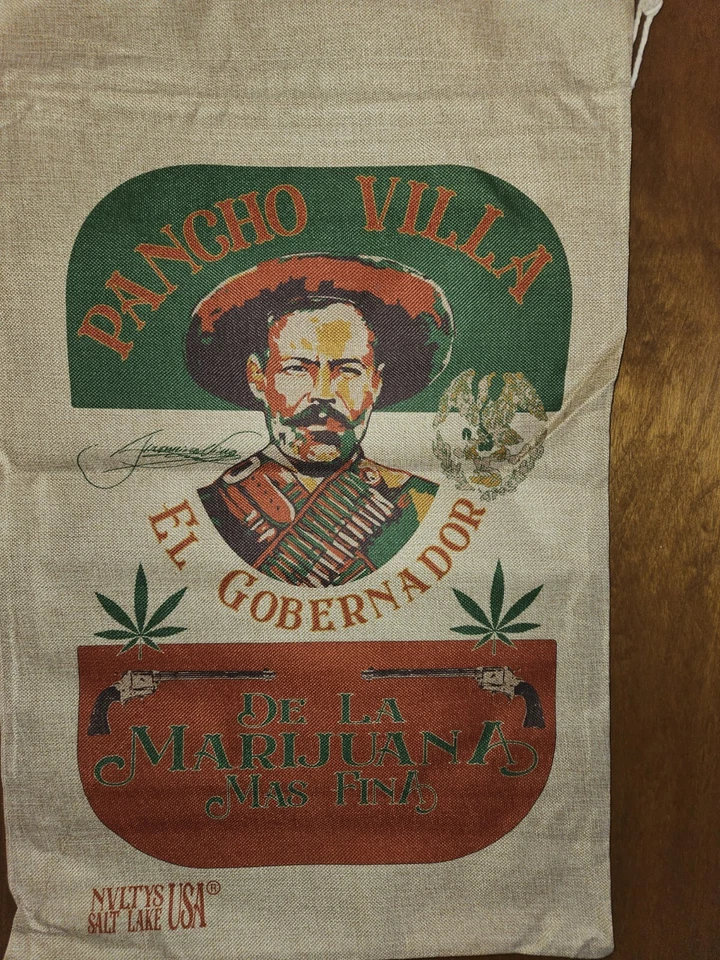 PANCHO VILLA
EL GOBERNADOR
DE LA
MARIJUANA
MAS FINA
NVLTYS
SALT LAKE
USA®